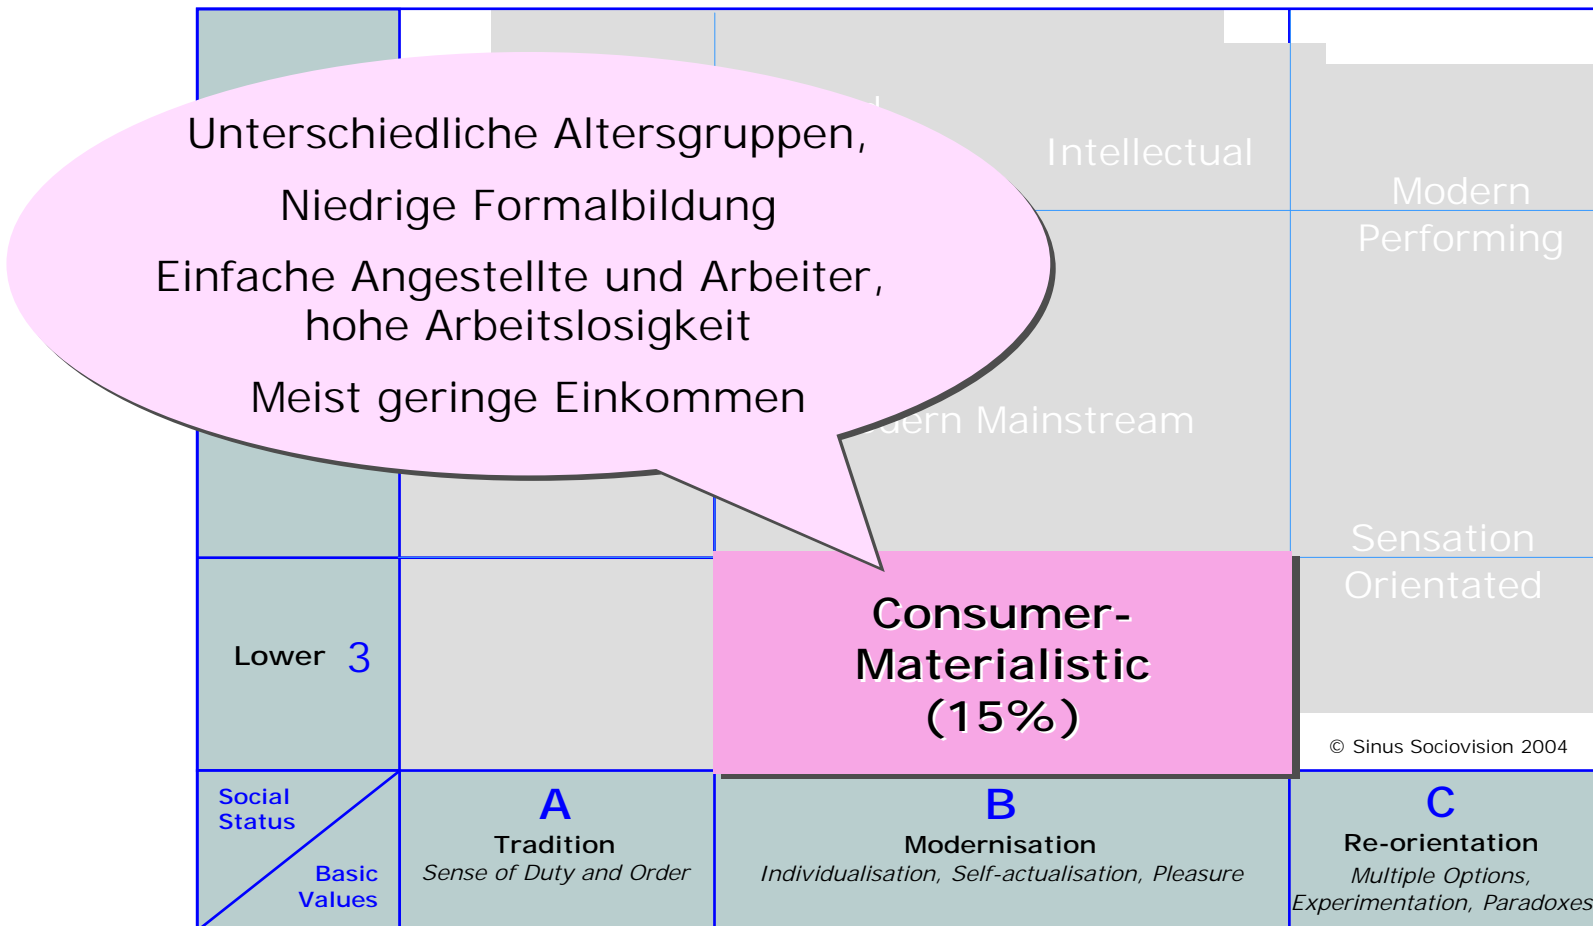 Unterschiedliche Altersgruppen,
Niedrige Formalbildung
Einfache Angestellte und Arbeiter,
hohe Arbeitslosigkeit
Meist geringe Einkommen
Intellectual
Modern
Performing
Mainstream
Sensation
Orientated
Consumer-
Materialistic
(15%)
Lower 3
© Sinus Sociovision 2004
Social
Status
Basic
Values
A
Tradition
Sense of Duty and Order
B
Modernisation
Individualisation, Self-actualisation, Pleasure
C
Re-orientation
Multiple Options,
Experimentation, Paradoxes